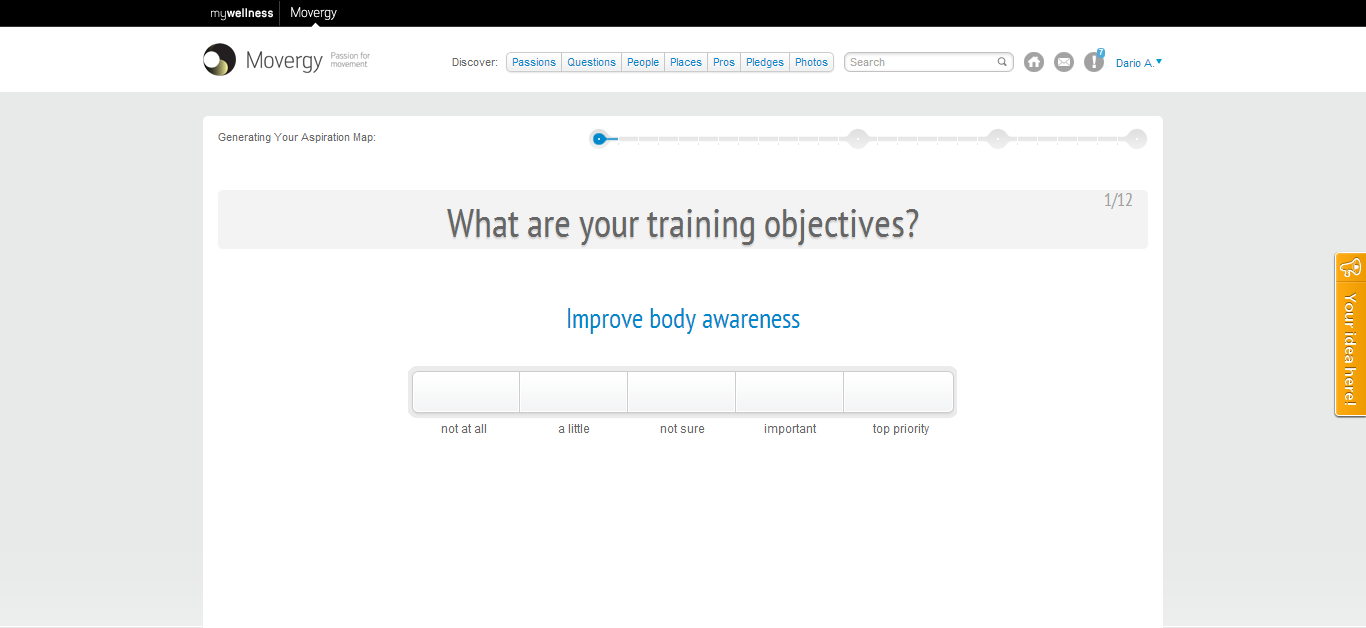 mywellness Movergy
Movergy Passion for
movement.
Discover: Passions Questions People Places Pros Pledges Photos Search 7 Dario A.
Generating Your Aspiration Map:
1/12
What are your training objectives?
Your idea here!
Improve body awareness
not at all a little not sure important top priority